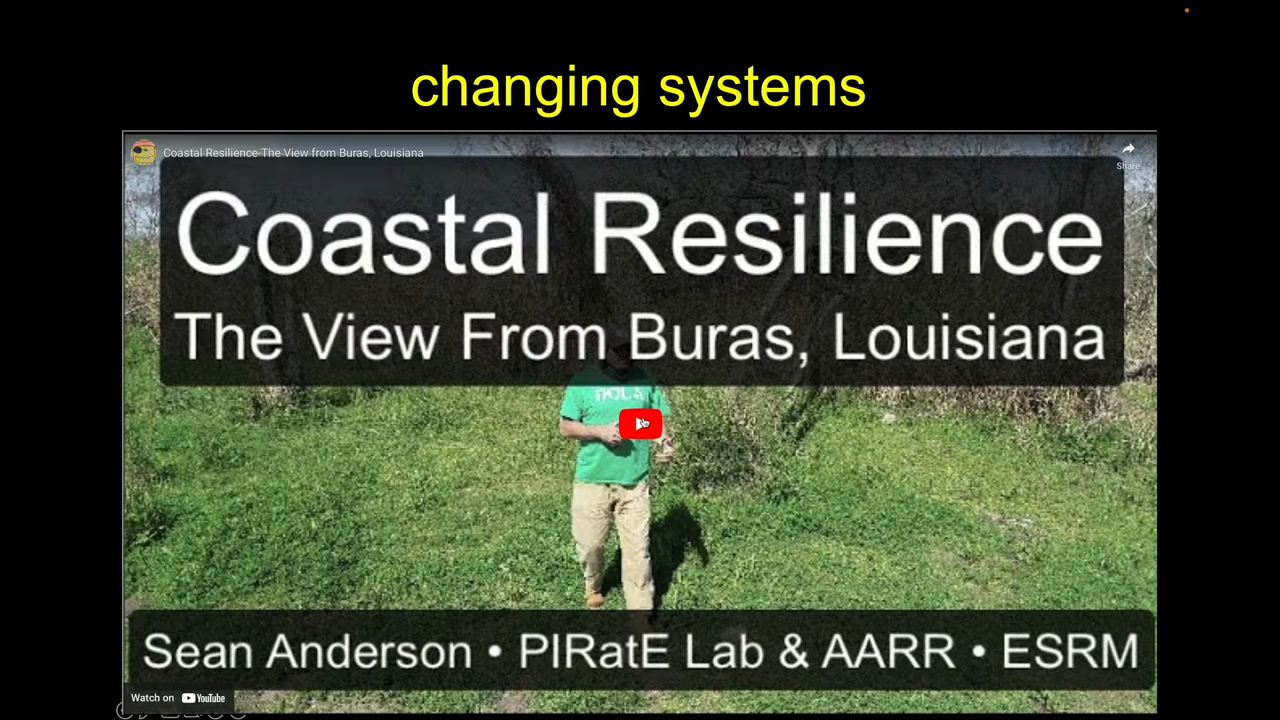 changing systems
Coastal Resilience-The View from Buras, Louisiana
Share
Coastal Resilience
The View From Buras, Louisiana
NOLA
Sean Anderson • PIRatE Lab & AARR • ESRM
Watch on YouTube